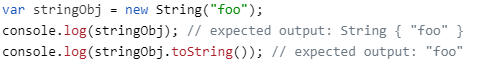 var stringObj = new String("foo");
console.log(stringObj); // expected output: String { "foo" }
console.log(stringObj.toString()); // expected output: "foo"